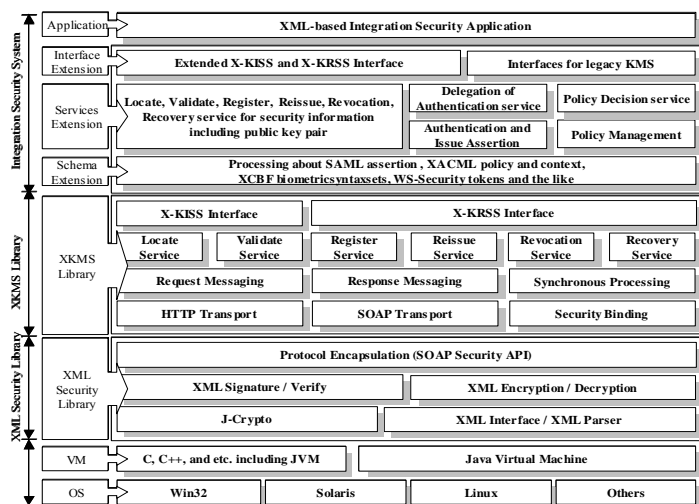 Integration Security System
Application
XML-based Integration Security Application
Interface
Extension
Extended X-KISS and X-KRSS Interface
Interfaces for legacy KMS
Services
Extension
Locate, Validate, Register, Reissue, Revocation,
Recovery service for security information
including public key pair
Delegation of
Authentication service
Policy Decision service
Authentication and
Issue Assertion
Policy Management
Schema
Extension
Processing about SAML assertion , XACML policy and context,
XCBF biometricsyntaxsets, WS-Security tokens and the like
XKMS Library
XKMS
Library
X-KISS Interface
X-KRSS Interface
Locate
Service
Validate
Service
Register
Service
Reissue
Service
Revocation
Service
Recovery
Service
Request Messaging
Response Messaging
Synchronous Processing
HTTP Transport
SOAP Transport
Security Binding
XML Security Library
XML
Security
Library
Protocol Encapsulation (SOAP Security API)
XML Signature / Verify
XML Encryption / Decryption
J-Crypto
XML Interface / XML Parser
VM
C, C++, and etc. including JVM
Java Virtual Machine
OS
Win32
Solaris
Linux
Others